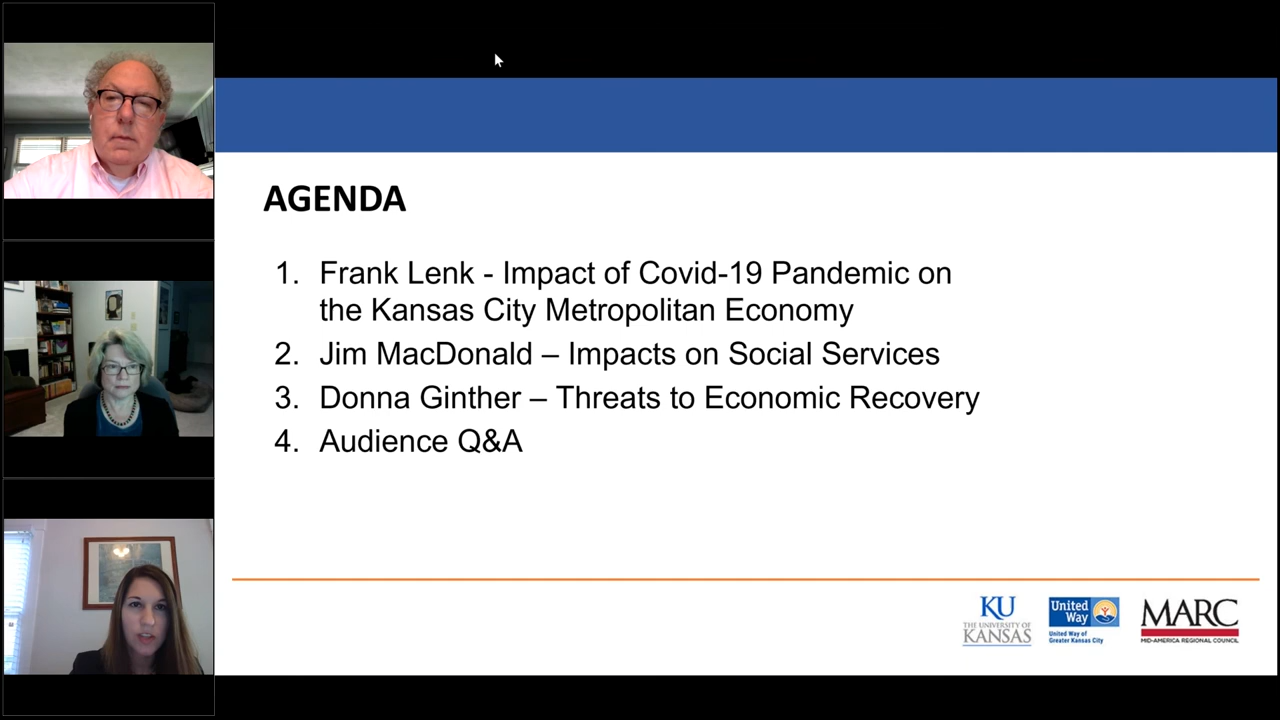 AGENDA
1. Frank Lenk - Impact of Covid-19 Pandemic on
the Kansas City Metropolitan Economy
2. Jim MacDonald – Impacts on Social Services
3. Donna Ginther – Threats to Economic Recovery
4. Audience Q&A
KU
THE UNIVERSITY OF
KANSAS
United
Way
United Way of
Greater Kansas City
MARC
MID-AMERICA REGIONAL COUNCIL